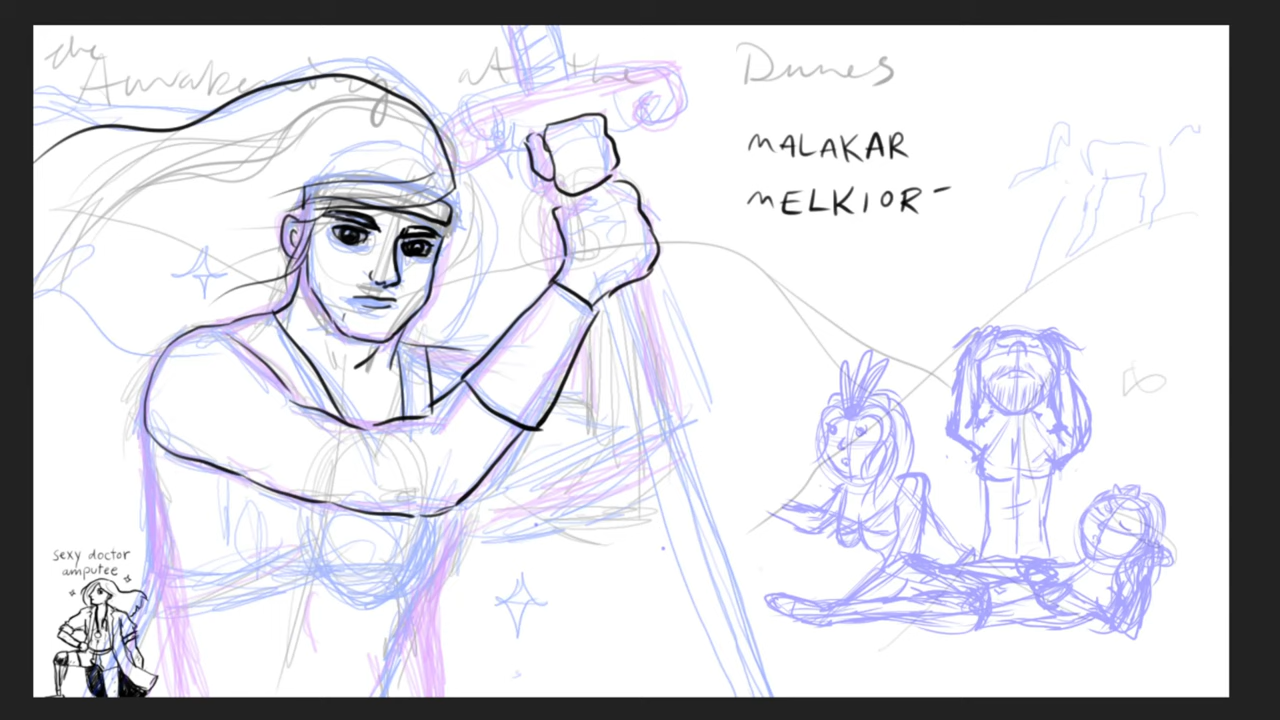 the
Awakening at the Dunes
MALAKAR
MELKIOR-
sexy doctor
amputee